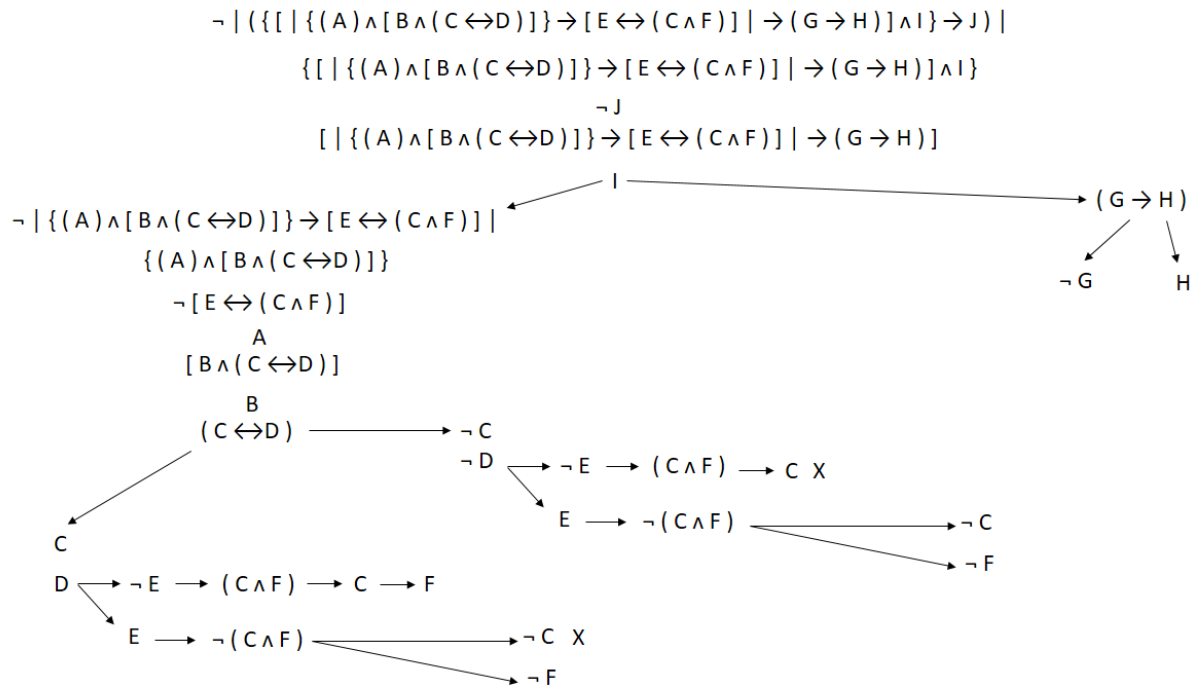 ¬ | ( { [ | { ( A ) ∧ [ B ∧ ( C ↔ D ) ] } → [ E ↔ ( C ∧ F ) ] | → ( G → H ) ] ∧ I } → J ) |
{ [ | { ( A ) ∧ [ B ∧ ( C ↔ D ) ] } → [ E ↔ ( C ∧ F ) ] | → ( G → H ) ] ∧ I }
¬ J
[ | { ( A ) ∧ [ B ∧ ( C ↔ D ) ] } → [ E ↔ ( C ∧ F ) ] | → ( G → H ) ]
I
¬ | { ( A ) ∧ [ B ∧ ( C ↔ D ) ] } → [ E ↔ ( C ∧ F ) ] |
( G → H )
{ ( A ) ∧ [ B ∧ ( C ↔ D ) ] }
¬ G H
¬ [ E ↔ ( C ∧ F ) ]
A
[ B ∧ ( C ↔ D ) ]
B
( C ↔ D ) ¬ C
¬ D ¬ E ( C ∧ F ) C X
E ¬ ( C ∧ F ) ¬ C
¬ F
C
D ¬ E ( C ∧ F ) C F
E ¬ ( C ∧ F ) ¬ C X
¬ F